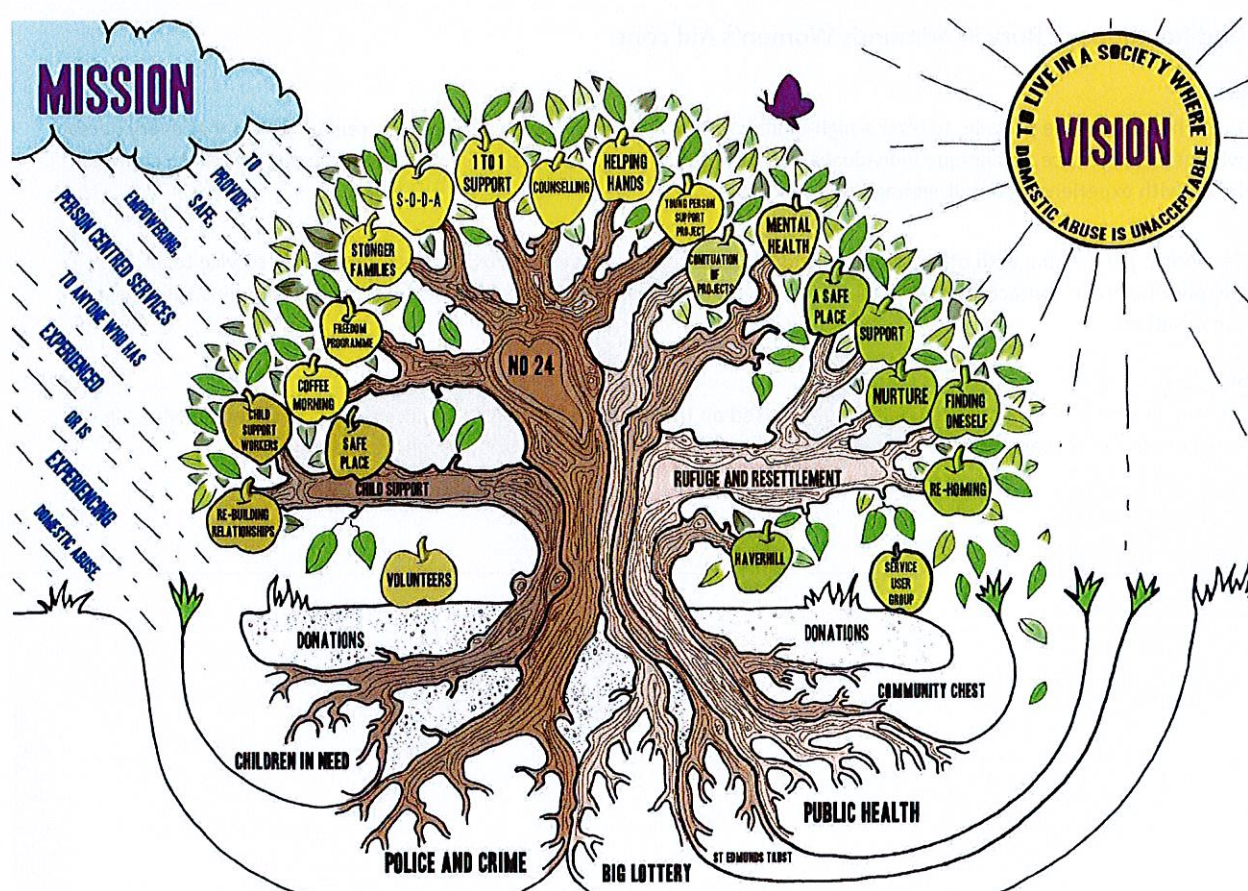 MISSION
TO
PROVIDE
SAFE,
EMPOWERING,
PERSON CENTRED SERVICES
TO ANYONE WHO HAS
EXPERIENCED
OR IS
EXPERIENCING
DOMESTIC ABUSE.
TO LIVE IN A SOCIETY WHERE
DOMESTIC ABUSE IS UNACCEPTABLE
VISION
S-O-D-A
1 TO 1
SUPPORT
COUNSELLING
HELPING
HANDS
YOUNG PERSON
SUPPORT
PROJECT
MENTAL
HEALTH
STONGER
FAMILIES
CONITUATION
OF
PROJECTS
A SAFE
PLACE
SUPPORT
FREEDOM
PROGRAMME
NO 24
COFFEE
MORNING
NURTURE
FINDING
ONESELF
CHILD
SUPPORT
WORKERS
SAFE
PLACE
CHILD SUPPORT
RUFUGE AND RESETTLEMENT
RE-HOMING
RE-BUILDING
RELATIONSHIPS
VOLUNTEERS
HAVERHILL
SERVICE
USER
GROUP
DONATIONS
DONATIONS
COMMUNITY CHEST
CHILDREN IN NEED
PUBLIC HEALTH
POLICE AND CRIME
BIG LOTTERY
ST EDMUNDS TRUST